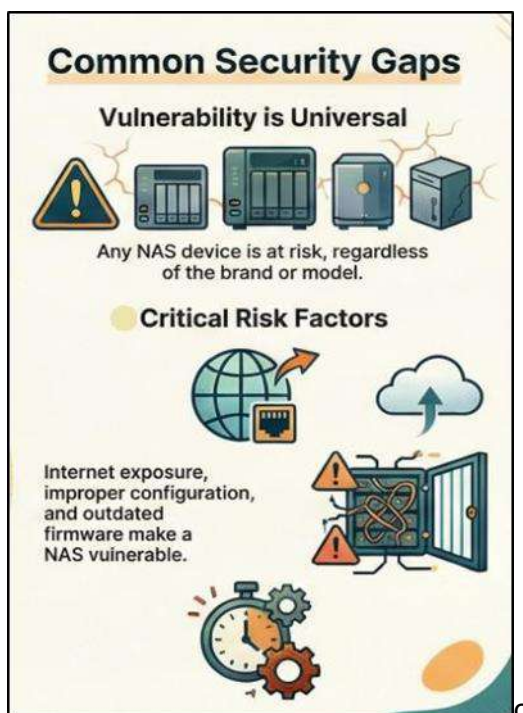 Common Security Gaps
Vulnerability is Universal
Any NAS device is at risk, regardless
of the brand or model.
Critical Risk Factors
Internet exposure,
improper configuration,
and outdated
firmware make a
NAS vuinerable.